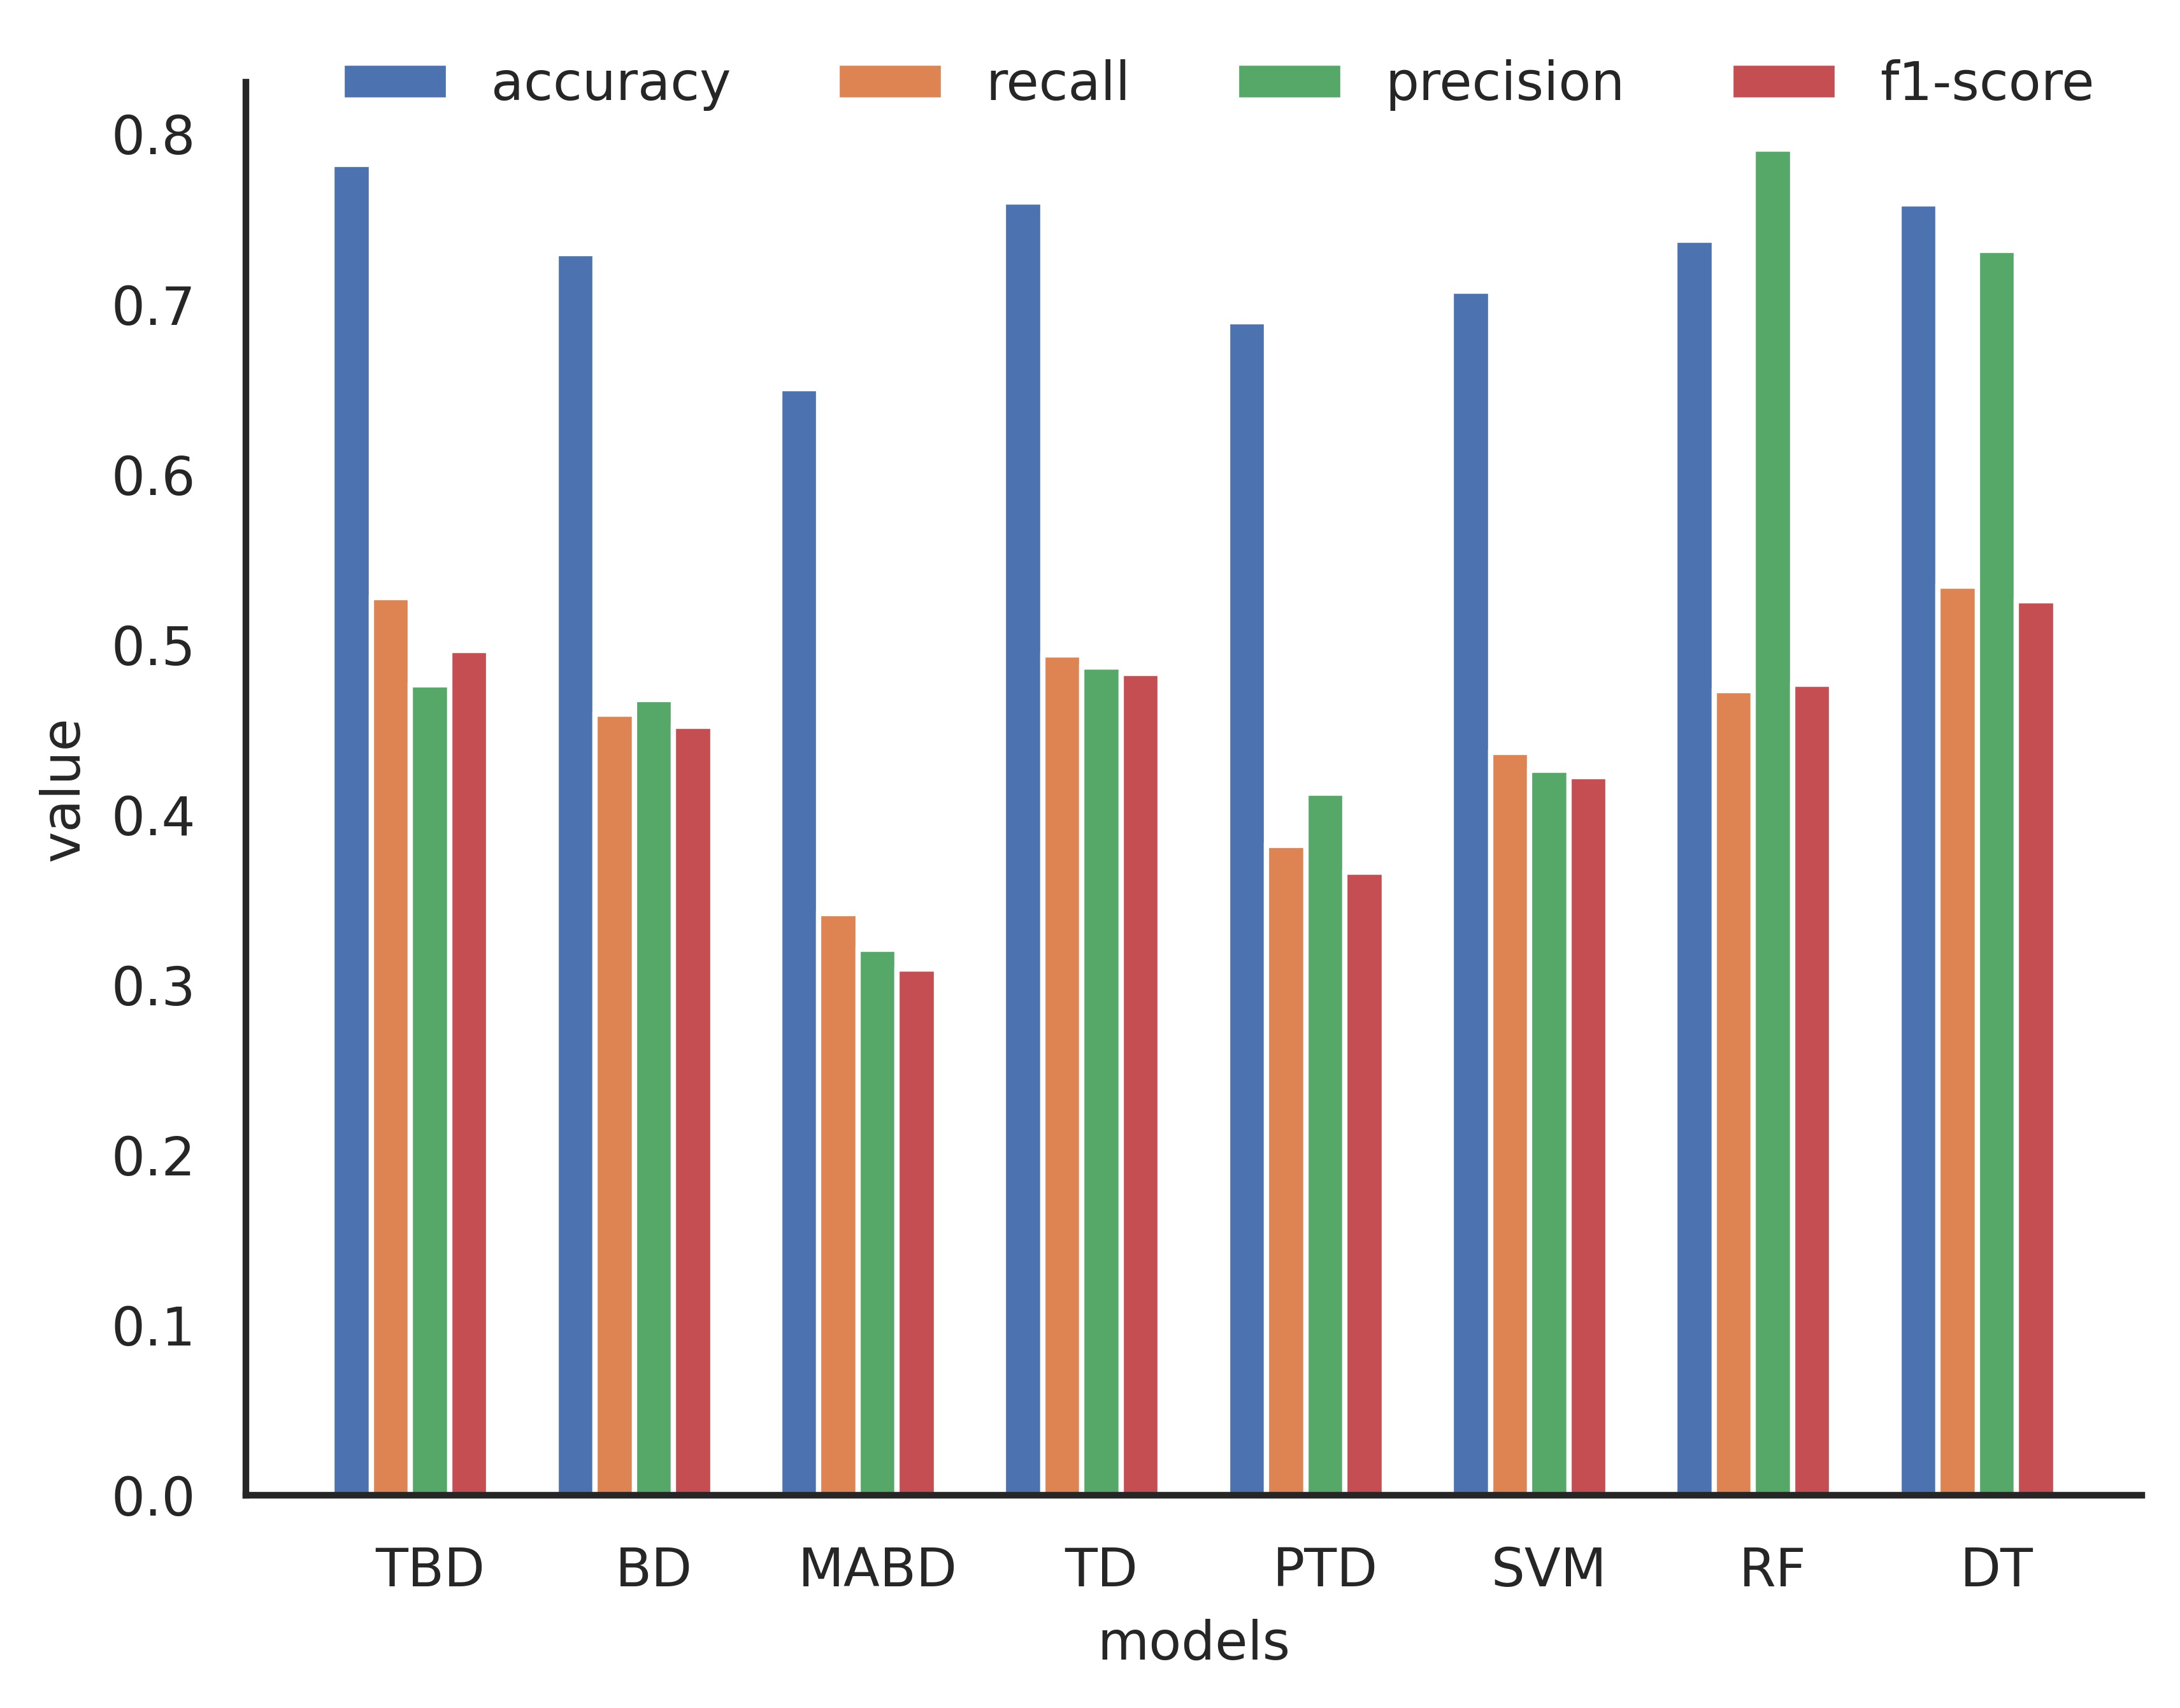 accuracy recall precision f1-score
0.8
0.7
0.6
0.5
0.4
0.3
0.2
0.1
0.0
value
TBD BD MABD TD PTD SVM RF DT
models